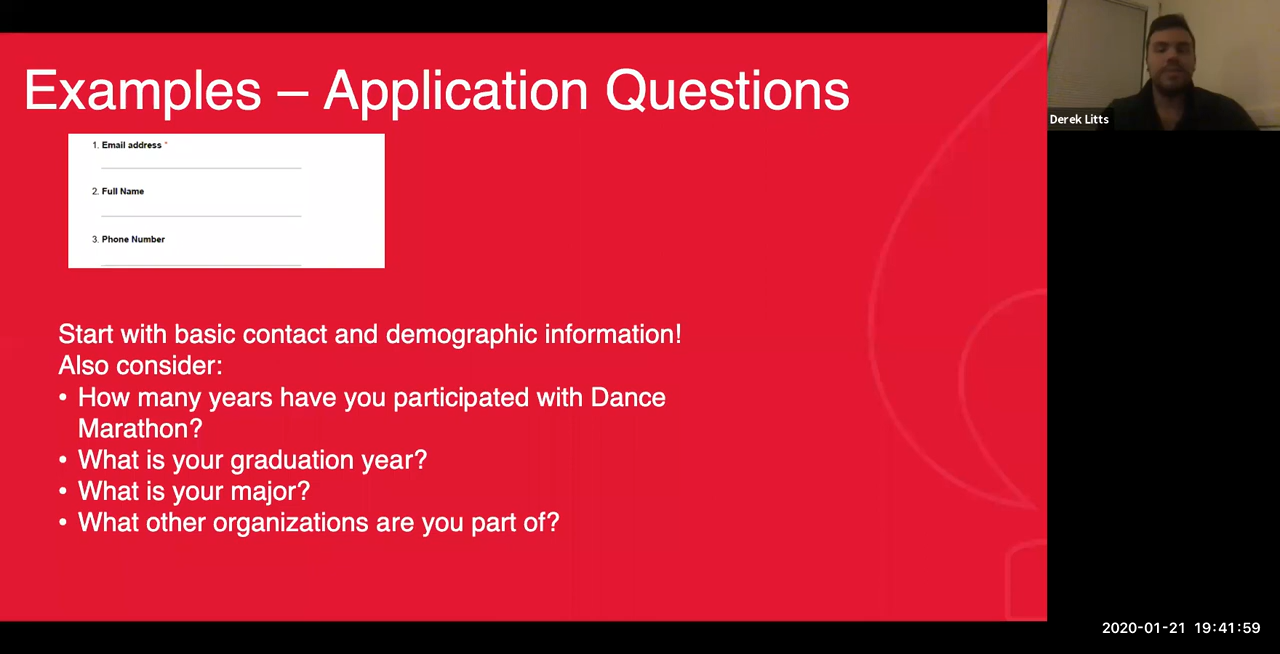 Examples – Application Questions
1. Email address *
2. Full Name
3. Phone Number
Start with basic contact and demographic information!
Also consider:
• How many years have you participated with Dance
Marathon?
• What is your graduation year?
• What is your major?
• What other organizations are you part of?
Derek Litts
2020-01-21 19:41:59